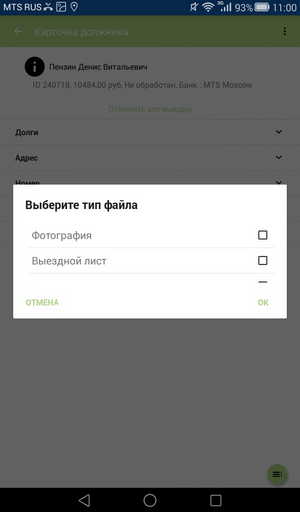 MTS RUS 3G 93% 11:00
Карточка должника
Пензин Денис Витальевич
ID 240718, 10484,00 руб, Не обработан, Банк : MTS Moscow
Отменить все выезды
Долги
Адрес
Номер
Выберите тип файла
Фотография
Выездной лист
ОТМЕНА OK